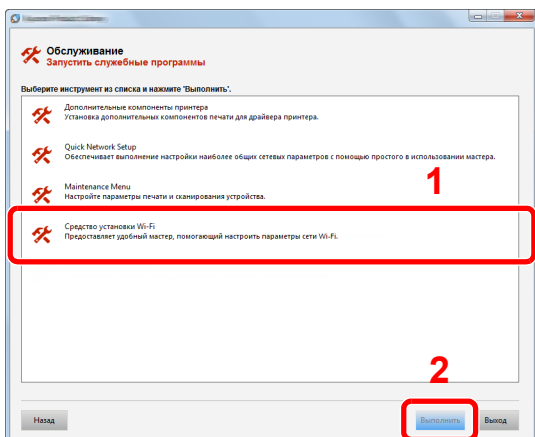 Обслуживание
Запустить служебные программы
Выберите инструмент из списка и нажмите 'Выполнить'.
Дополнительные компоненты принтера
Установка дополнительных компонентов печати для драйвера принтера.
Quick Network Setup
Обеспечивает выполнение настройки наиболее общих сетевых параметров с помощью простого в использовании мастера.
Maintenance Menu
Настройте параметры печати и сканирования устройства.
1
Средство установки Wi-Fi
Предоставляет удобный мастер, помогающий настроить параметры сети Wi-Fi.
2
Назад
Выполнить
Выход